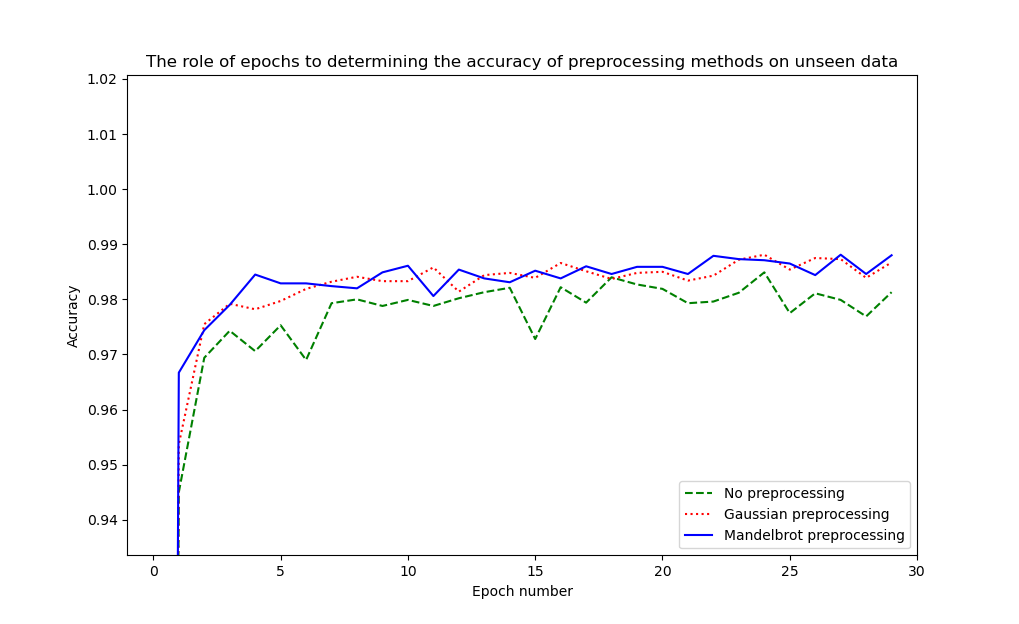 The role of epochs to determining the accuracy of preprocessing methods on unseen data
1.02
1.01
1.00
0.99
0.98
0.97
0.96
0.95
0.94
Accuracy
No preprocessing
Gaussian preprocessing
Mandelbrot preprocessing
0 5 10 15 20 25 30
Epoch number